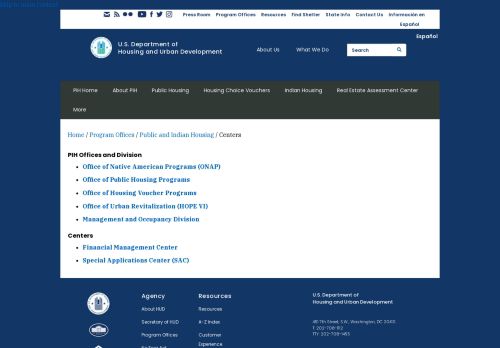 Skip to main content
Press Room Program Offices Resources Find Shelter State Info Contact Us Información en
Español
Español
U.S. Department of
Housing and Urban Development
About Us What We Do Search
PIH Home About PIH Public Housing Housing Choice Vouchers Indian Housing Real Estate Assessment Center
More
Home / Program Offices / Public and Indian Housing / Centers
PIH Offices and Division
Office of Native American Programs (ONAP)
Office of Public Housing Programs
Office of Housing Voucher Programs
Office of Urban Revitalization (HOPE VI)
Management and Occupancy Division
Centers
Financial Management Center
Special Applications Center (SAC)
Agency Resources
U.S. Department of
Housing and Urban Development
About HUD Resources
Secretary of HUD A-Z Index
Program Offices Customer
Experience
451 7th Street, S.W., Washington, DC 20410
T: 202-708-1112
TTY: 202-708-1455